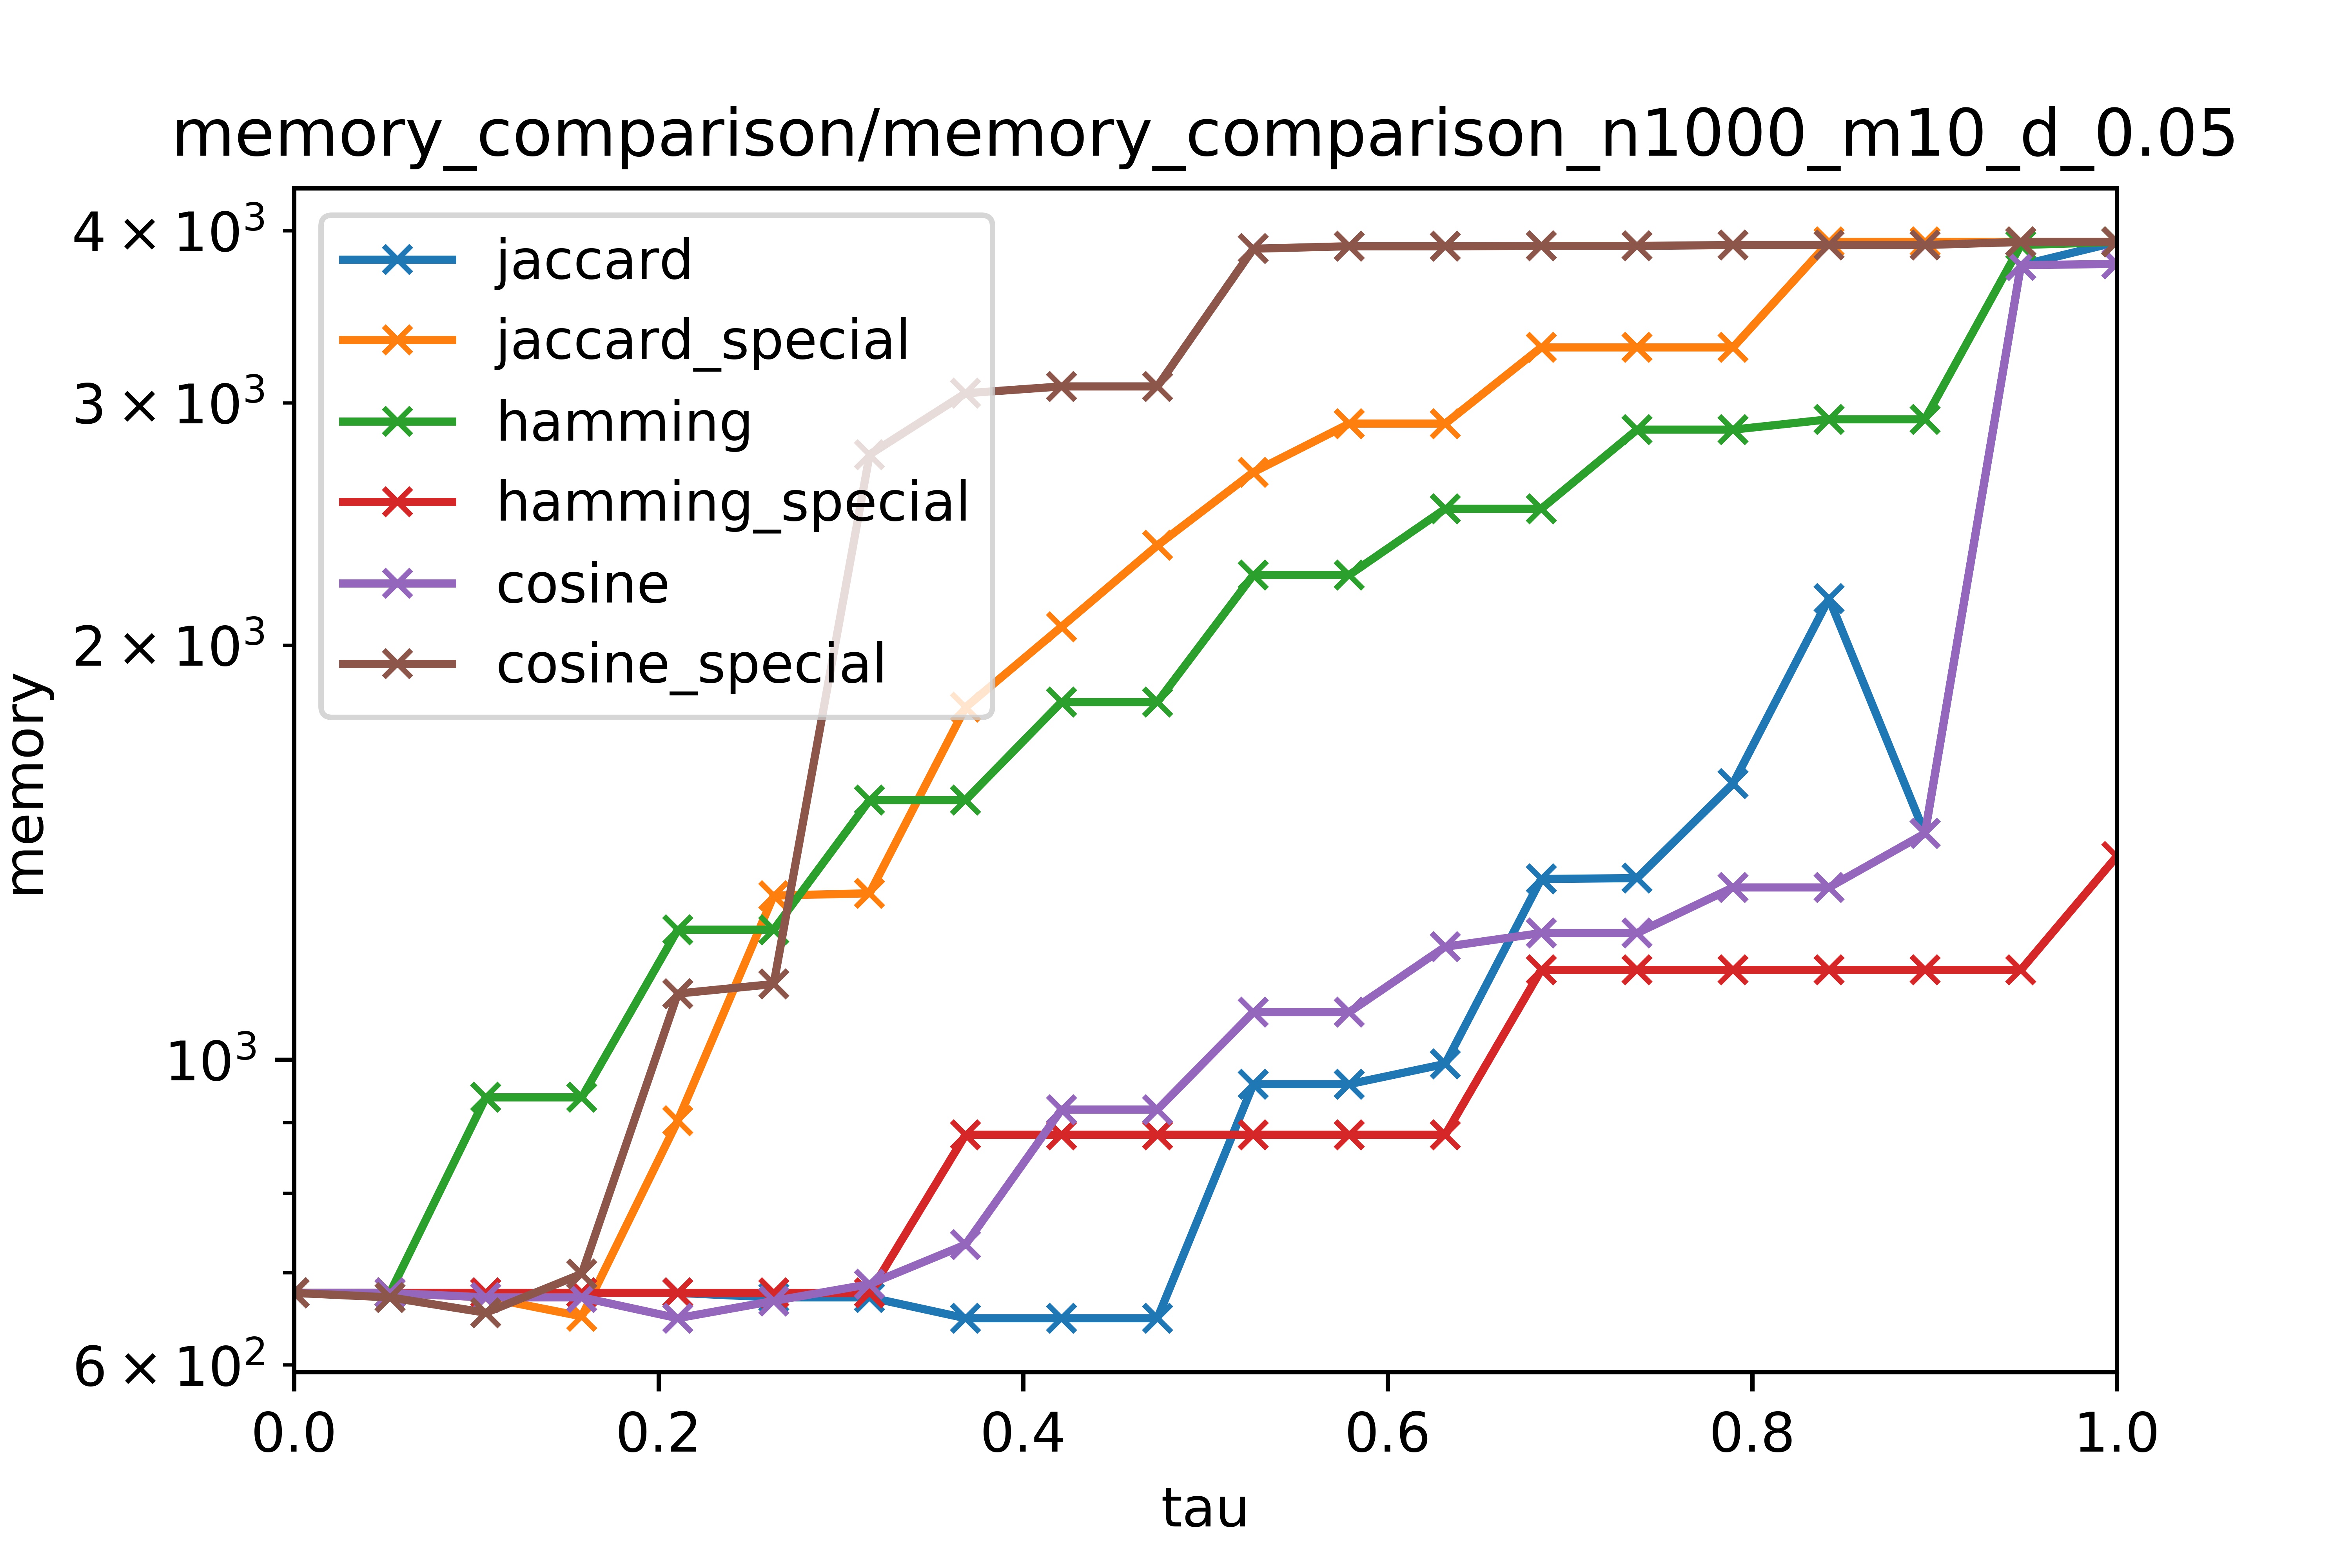 memory_comparison/memory_comparison_n1000_m10_d_0.05
4 × 10³
3 × 10³
2 × 10³
10³
6 × 10²
memory
jaccard
jaccard_special
hamming
hamming_special
cosine
cosine_special
0.0 0.2 0.4 0.6 0.8 1.0
tau